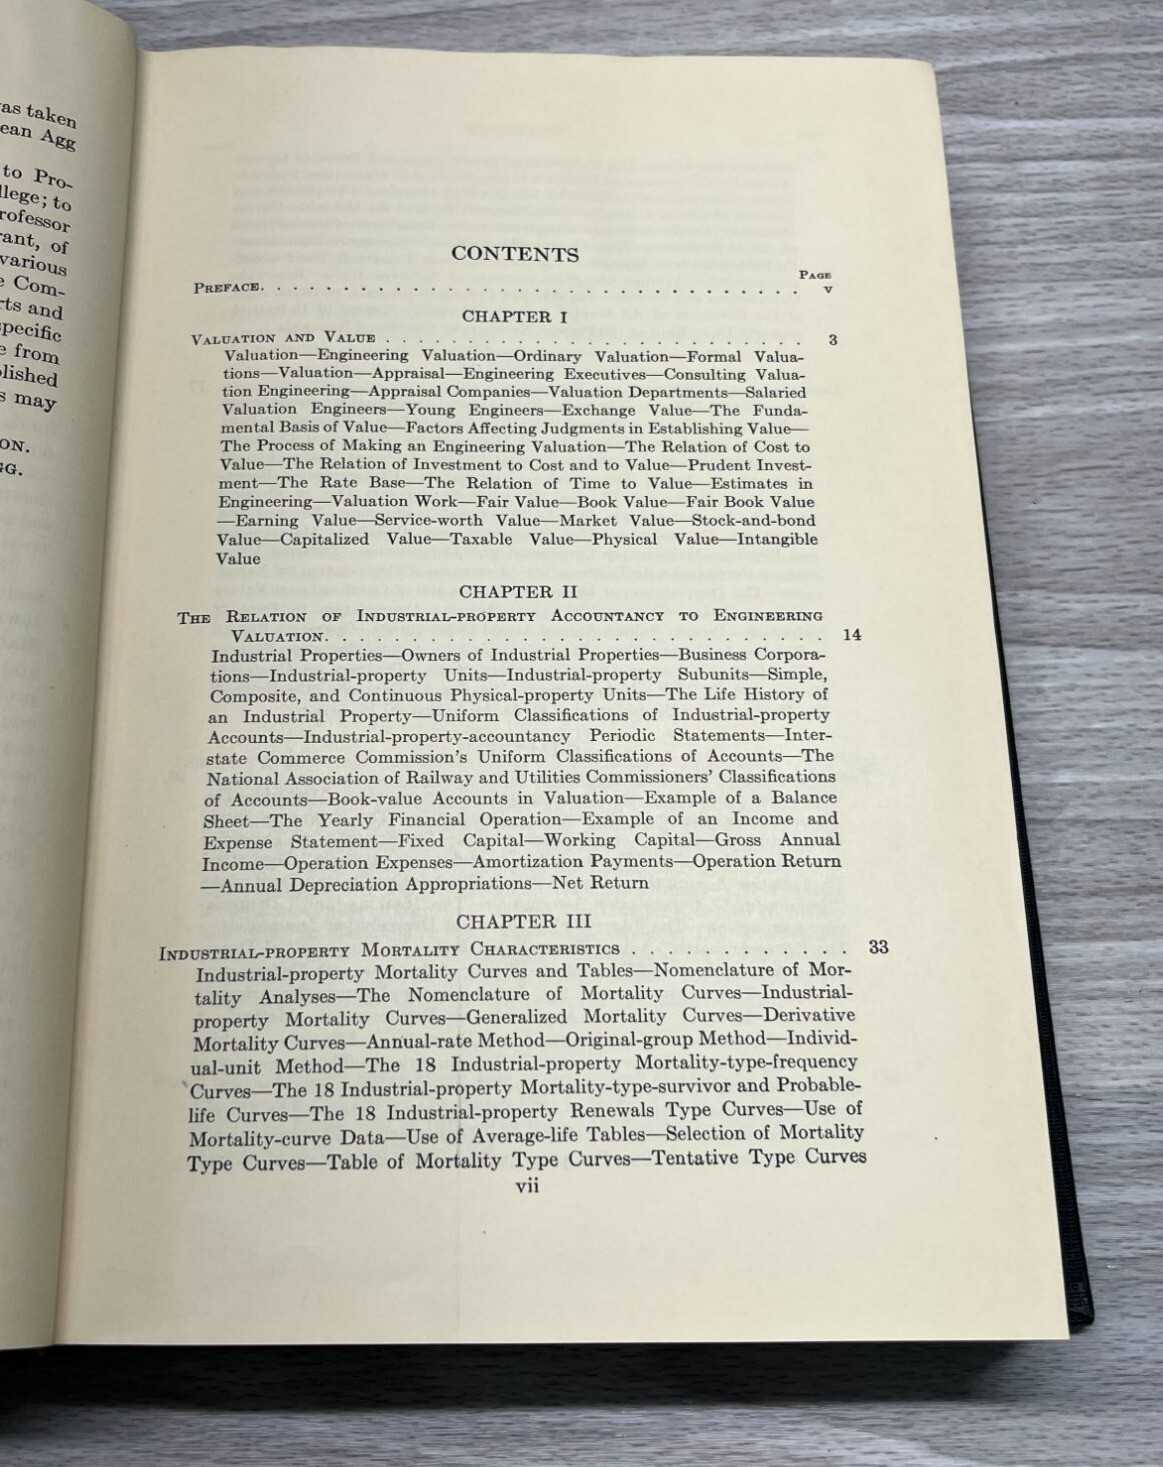 as taken
ean Agg
to Pro-
llege; to
rofessor
rant, of
various
e Com-
rts and
specific
e from
lished
s may
ON.
GG.
CONTENTS
PAGE
PREFACE. . . . . . . . . . . . . . . . . . . . . . . . . . . . . . v
CHAPTER I
VALUATION AND VALUE . . . . . . . . . . . . . . . . . . . . . . . 3
Valuation—Engineering Valuation—Ordinary Valuation—Formal Valua-
tions—Valuation—Appraisal—Engineering Executives—Consulting Valua-
tion Engineering—Appraisal Companies—Valuation Departments—Salaried
Valuation Engineers—Young Engineers—Exchange Value—The Funda-
mental Basis of Value—Factors Affecting Judgments in Establishing Value—
The Process of Making an Engineering Valuation—The Relation of Cost to
Value—The Relation of Investment to Cost and to Value—Prudent Invest-
ment—The Rate Base—The Relation of Time to Value—Estimates in
Engineering—Valuation Work—Fair Value—Book Value—Fair Book Value
—Earning Value—Service-worth Value—Market Value—Stock-and-bond
Value—Capitalized Value—Taxable Value—Physical Value—Intangible
Value
CHAPTER II
THE RELATION OF INDUSTRIAL-PROPERTY ACCOUNTANCY TO ENGINEERING
VALUATION. . . . . . . . . . . . . . . . . . . . . . . . . . . 14
Industrial Properties—Owners of Industrial Properties—Business Corpora-
tions—Industrial-property Units—Industrial-property Subunits—Simple,
Composite, and Continuous Physical-property Units—The Life History of
an Industrial Property—Uniform Classifications of Industrial-property
Accounts—Industrial-property-accountancy Periodic Statements—Inter-
state Commerce Commission's Uniform Classifications of Accounts—The
National Association of Railway and Utilities Commissioners' Classifications
of Accounts—Book-value Accounts in Valuation—Example of a Balance
Sheet—The Yearly Financial Operation—Example of an Income and
Expense Statement—Fixed Capital—Working Capital—Gross Annual
Income—Operation Expenses—Amortization Payments—Operation Return
—Annual Depreciation Appropriations—Net Return
CHAPTER III
INDUSTRIAL-PROPERTY MORTALITY CHARACTERISTICS . . . . . . . . . . . 33
Industrial-property Mortality Curves and Tables—Nomenclature of Mor-
tality Analyses—The Nomenclature of Mortality Curves—Industrial-
property Mortality Curves—Generalized Mortality Curves—Derivative
Mortality Curves—Annual-rate Method—Original-group Method—Individ-
ual-unit Method—The 18 Industrial-property Mortality-type-frequency
Curves—The 18 Industrial-property Mortality-type-survivor and Probable-
life Curves—The 18 Industrial-property Renewals Type Curves—Use of
Mortality-curve Data—Use of Average-life Tables—Selection of Mortality
Type Curves—Table of Mortality Type Curves—Tentative Type Curves
vii